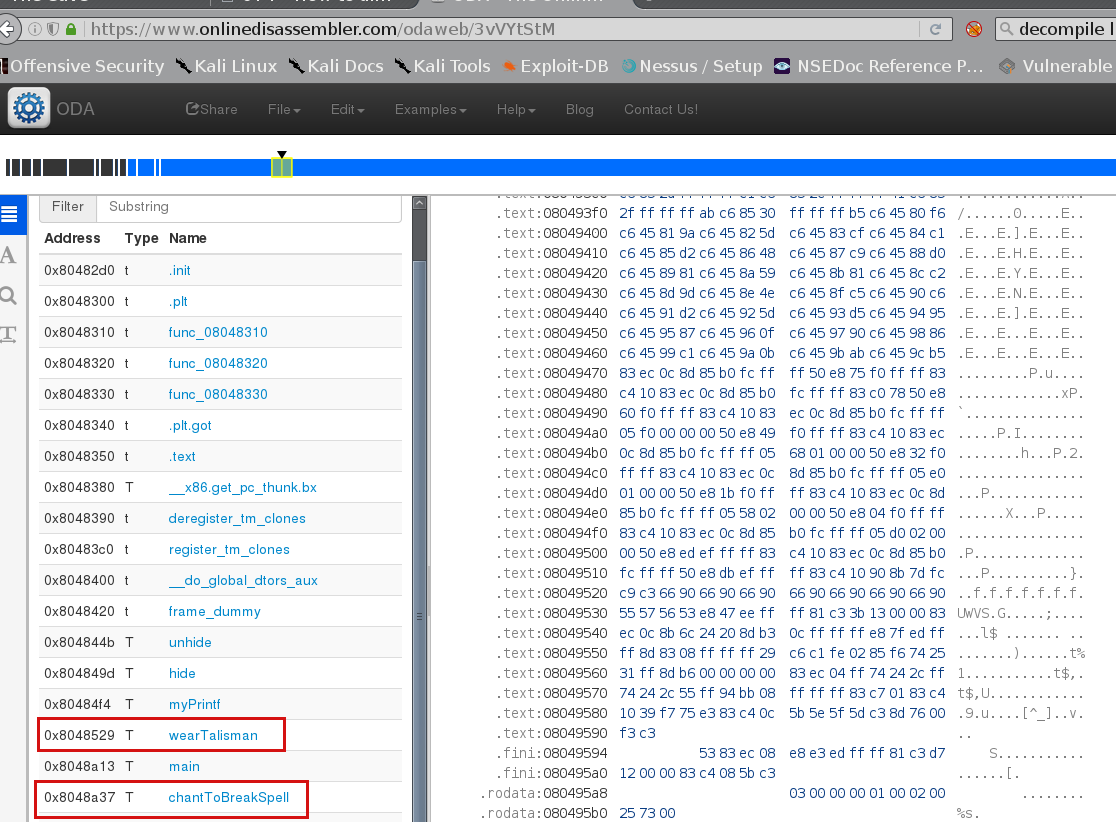 https://www.onlinedisassembler.com/odaweb/3vVYtStM
decompile l
Offensive Security Kali Linux Kali Docs Kali Tools Exploit-DB Nessus / Setup NSEDoc Reference P... Vulnerable
ODA Share File Edit Examples Help Blog Contact Us!
Filter Substring
Address Type Name
0x80482d0 t .init
0x8048300 t .plt
0x8048310 t func_08048310
0x8048320 t func_08048320
0x8048330 t func_08048330
0x8048340 t .plt.got
0x8048350 t .text
0x8048380 T __x86.get_pc_thunk.bx
0x8048390 t deregister_tm_clones
0x80483c0 t register_tm_clones
0x8048400 t __do_global_dtors_aux
0x8048420 t frame_dummy
0x804844b t unhide
0x804849d t hide
0x80484f4 t myPrintf
0x8048529 T wearTalisman
0x8048a13 T main
0x8048a37 T chantToBreakSpell
.text:080493f0 2f ff ff ff ab c6 85 30 ff ff ff b5 c6 45 80 f6 /......0.....E..
.text:08049400 c6 45 81 9a c6 45 82 5d c6 45 83 cf c6 45 84 c1 .E...E.].E...E..
.text:08049410 c6 45 85 d2 c6 45 86 48 c6 45 87 c9 c6 45 88 d0 .E...E.H.E...E..
.text:08049420 c6 45 89 81 c6 45 8a 59 c6 45 8b 81 c6 45 8c c2 .E...E.Y.E...E..
.text:08049430 c6 45 8d 9d c6 45 8e 4e c6 45 8f c5 c6 45 90 c6 .E...E.N.E...E..
.text:08049440 c6 45 91 d2 c6 45 92 5d c6 45 93 d5 c6 45 94 95 .E...E.].E...E..
.text:08049450 c6 45 95 87 c6 45 96 0f c6 45 97 90 c6 45 98 86 .E...E...E...E..
.text:08049460 c6 45 99 c1 c6 45 9a 0b c6 45 9b ab c6 45 9c b5 .E...E...E...E..
.text:08049470 83 ec 0c 8d 85 b0 fc ff ff 50 e8 75 f0 ff ff 83 .........P.u....
.text:08049480 c4 10 83 ec 0c 8d 85 b0 fc ff ff 83 c0 78 50 e8 .............xP.
.text:08049490 60 f0 ff ff 83 c4 10 83 ec 0c 8d 85 b0 fc ff ff `...............
.text:080494a0 05 f0 00 00 00 50 e8 49 f0 ff ff 83 c4 10 83 ec .....P.I........
.text:080494b0 0c 8d 85 b0 fc ff ff 05 68 01 00 00 50 e8 32 f0 ........h...P.2.
.text:080494c0 ff ff 83 c4 10 83 ec 0c 8d 85 b0 fc ff ff 05 e0 ................
.text:080494d0 01 00 00 50 e8 1b f0 ff ff 83 c4 10 83 ec 0c 8d ...P............
.text:080494e0 85 b0 fc ff ff 05 58 02 00 00 50 e8 04 f0 ff ff ......X...P.....
.text:080494f0 83 c4 10 83 ec 0c 8d 85 b0 fc ff ff 05 d0 02 00 ................
.text:08049500 00 50 e8 ed ef ff ff 83 c4 10 83 ec 0c 8d 85 b0 .P..............
.text:08049510 fc ff ff 50 e8 db ef ff ff 83 c4 10 90 8b 7d fc ...P..........}.
.text:08049520 c9 c3 66 90 66 90 66 90 66 90 66 90 66 90 66 90 ..f.f.f.f.f.f.f.
.text:08049530 55 57 56 53 e8 47 ee ff ff 81 c3 3b 13 00 00 83 UWVS.G.....;....
.text:08049540 ec 0c 8b 6c 24 20 8d b3 0c ff ff ff e8 7f ed ff ...l$ ....... ..
.text:08049550 ff 8d 83 08 ff ff ff 29 c6 c1 fe 02 85 f6 74 25 .......)......t%
.text:08049560 31 ff 8d b6 00 00 00 00 83 ec 04 ff 74 24 2c ff 1...........t$,.
.text:08049570 74 24 2c 55 ff 94 bb 08 ff ff ff 83 c7 01 83 c4 t$,U............
.text:08049580 10 39 f7 75 e3 83 c4 0c 5b 5e 5f 5d c3 8d 76 00 .9.u....[^_]..v.
.text:08049590 f3 c3 ..
.fini:08049594 53 83 ec 08 e8 e3 ed ff ff 81 c3 d7 S...........
.fini:080495a0 12 00 00 83 c4 08 5b c3 ......[.
.rodata:080495a8 03 00 00 00 01 00 02 00 ........
.rodata:080495b0 25 73 00 %s.